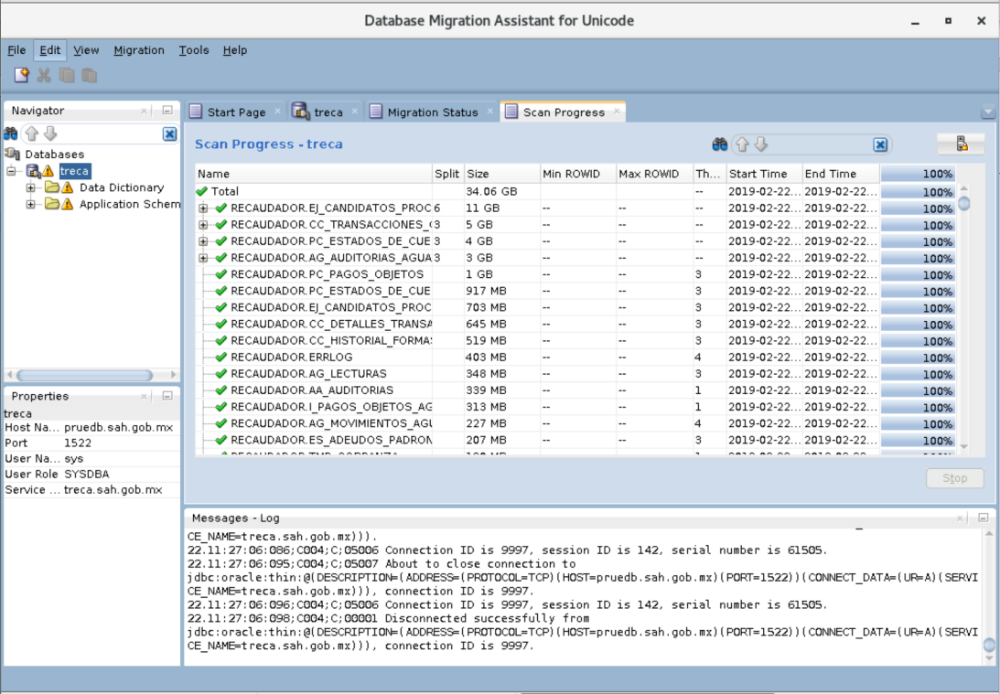 Database Migration Assistant for Unicode
File Edit View Migration Tools Help
Navigator
Databases
treca
Data Dictionary
Application Schem
Properties
treca
Host Na... pruedb.sah.gob.mx
Port 1522
User Na... sys
User Role SYSDBA
Service ... treca.sah.gob.mx
Start Page treca Migration Status Scan Progress
Scan Progress - treca
Name Split Size Min ROWID Max ROWID Th... Start Time End Time 100%
Total 34.06 GB -- 2019-02-22... 2019-02-22... 100%
RECAUDADOR.EJ_CANDIDATOS_PROC 6 11 GB -- -- -- 2019-02-22... 2019-02-22... 100%
RECAUDADOR.CC_TRANSACCIONES_ 3 5 GB -- -- -- 2019-02-22... 2019-02-22... 100%
RECAUDADOR.PC_ESTADOS_DE_CUE 3 4 GB -- -- -- 2019-02-22... 2019-02-22... 100%
RECAUDADOR.AG_AUDITORIAS_AGUA 3 3 GB -- -- -- 2019-02-22... 2019-02-22... 100%
RECAUDADOR.PC_PAGOS_OBJETOS 1 GB -- -- 3 2019-02-22... 2019-02-22... 100%
RECAUDADOR.PC_ESTADOS_DE_CUE 917 MB -- -- 3 2019-02-22... 2019-02-22... 100%
RECAUDADOR.EJ_CANDIDATOS_PROC 703 MB -- -- 3 2019-02-22... 2019-02-22... 100%
RECAUDADOR.CC_DETALLES_TRANSA 645 MB -- -- 3 2019-02-22... 2019-02-22... 100%
RECAUDADOR.CC_HISTORIAL_FORMA 519 MB -- -- 3 2019-02-22... 2019-02-22... 100%
RECAUDADOR.ERRLOG 403 MB -- -- 4 2019-02-22... 2019-02-22... 100%
RECAUDADOR.AG_LECTURAS 348 MB -- -- 3 2019-02-22... 2019-02-22... 100%
RECAUDADOR.AA_AUDITORIAS 339 MB -- -- 1 2019-02-22... 2019-02-22... 100%
RECAUDADOR.I_PAGOS_OBJETOS_AG 313 MB -- -- 1 2019-02-22... 2019-02-22... 100%
RECAUDADOR.AG_MOVIMIENTOS_AGU 227 MB -- -- 4 2019-02-22... 2019-02-22... 100%
RECAUDADOR.ES_ADEUDOS_PADRON 207 MB -- -- 3 2019-02-22... 2019-02-22... 100%
Stop
Messages - Log
CE_NAME=treca.sah.gob.mx))).
22.11:27:06:086;C004;C;05006 Connection ID is 9997, session ID is 142, serial number is 61505.
22.11:27:06:095;C004;C;05007 About to close connection to
jdbc:oracle:thin:@(DESCRIPTION=(ADDRESS=(PROTOCOL=TCP)(HOST=pruedb.sah.gob.mx)(PORT=1522))(CONNECT_DATA=(UR=A)(SERVI
CE_NAME=treca.sah.gob.mx))), connection ID is 9997.
22.11:27:06:096;C004;C;05006 Connection ID is 9997, session ID is 142, serial number is 61505.
22.11:27:06:098;C004;C;00001 Disconnected successfully from
jdbc:oracle:thin:@(DESCRIPTION=(ADDRESS=(PROTOCOL=TCP)(HOST=pruedb.sah.gob.mx)(PORT=1522))(CONNECT_DATA=(UR=A)(SERVI
CE_NAME=treca.sah.gob.mx))), connection ID is 9997.